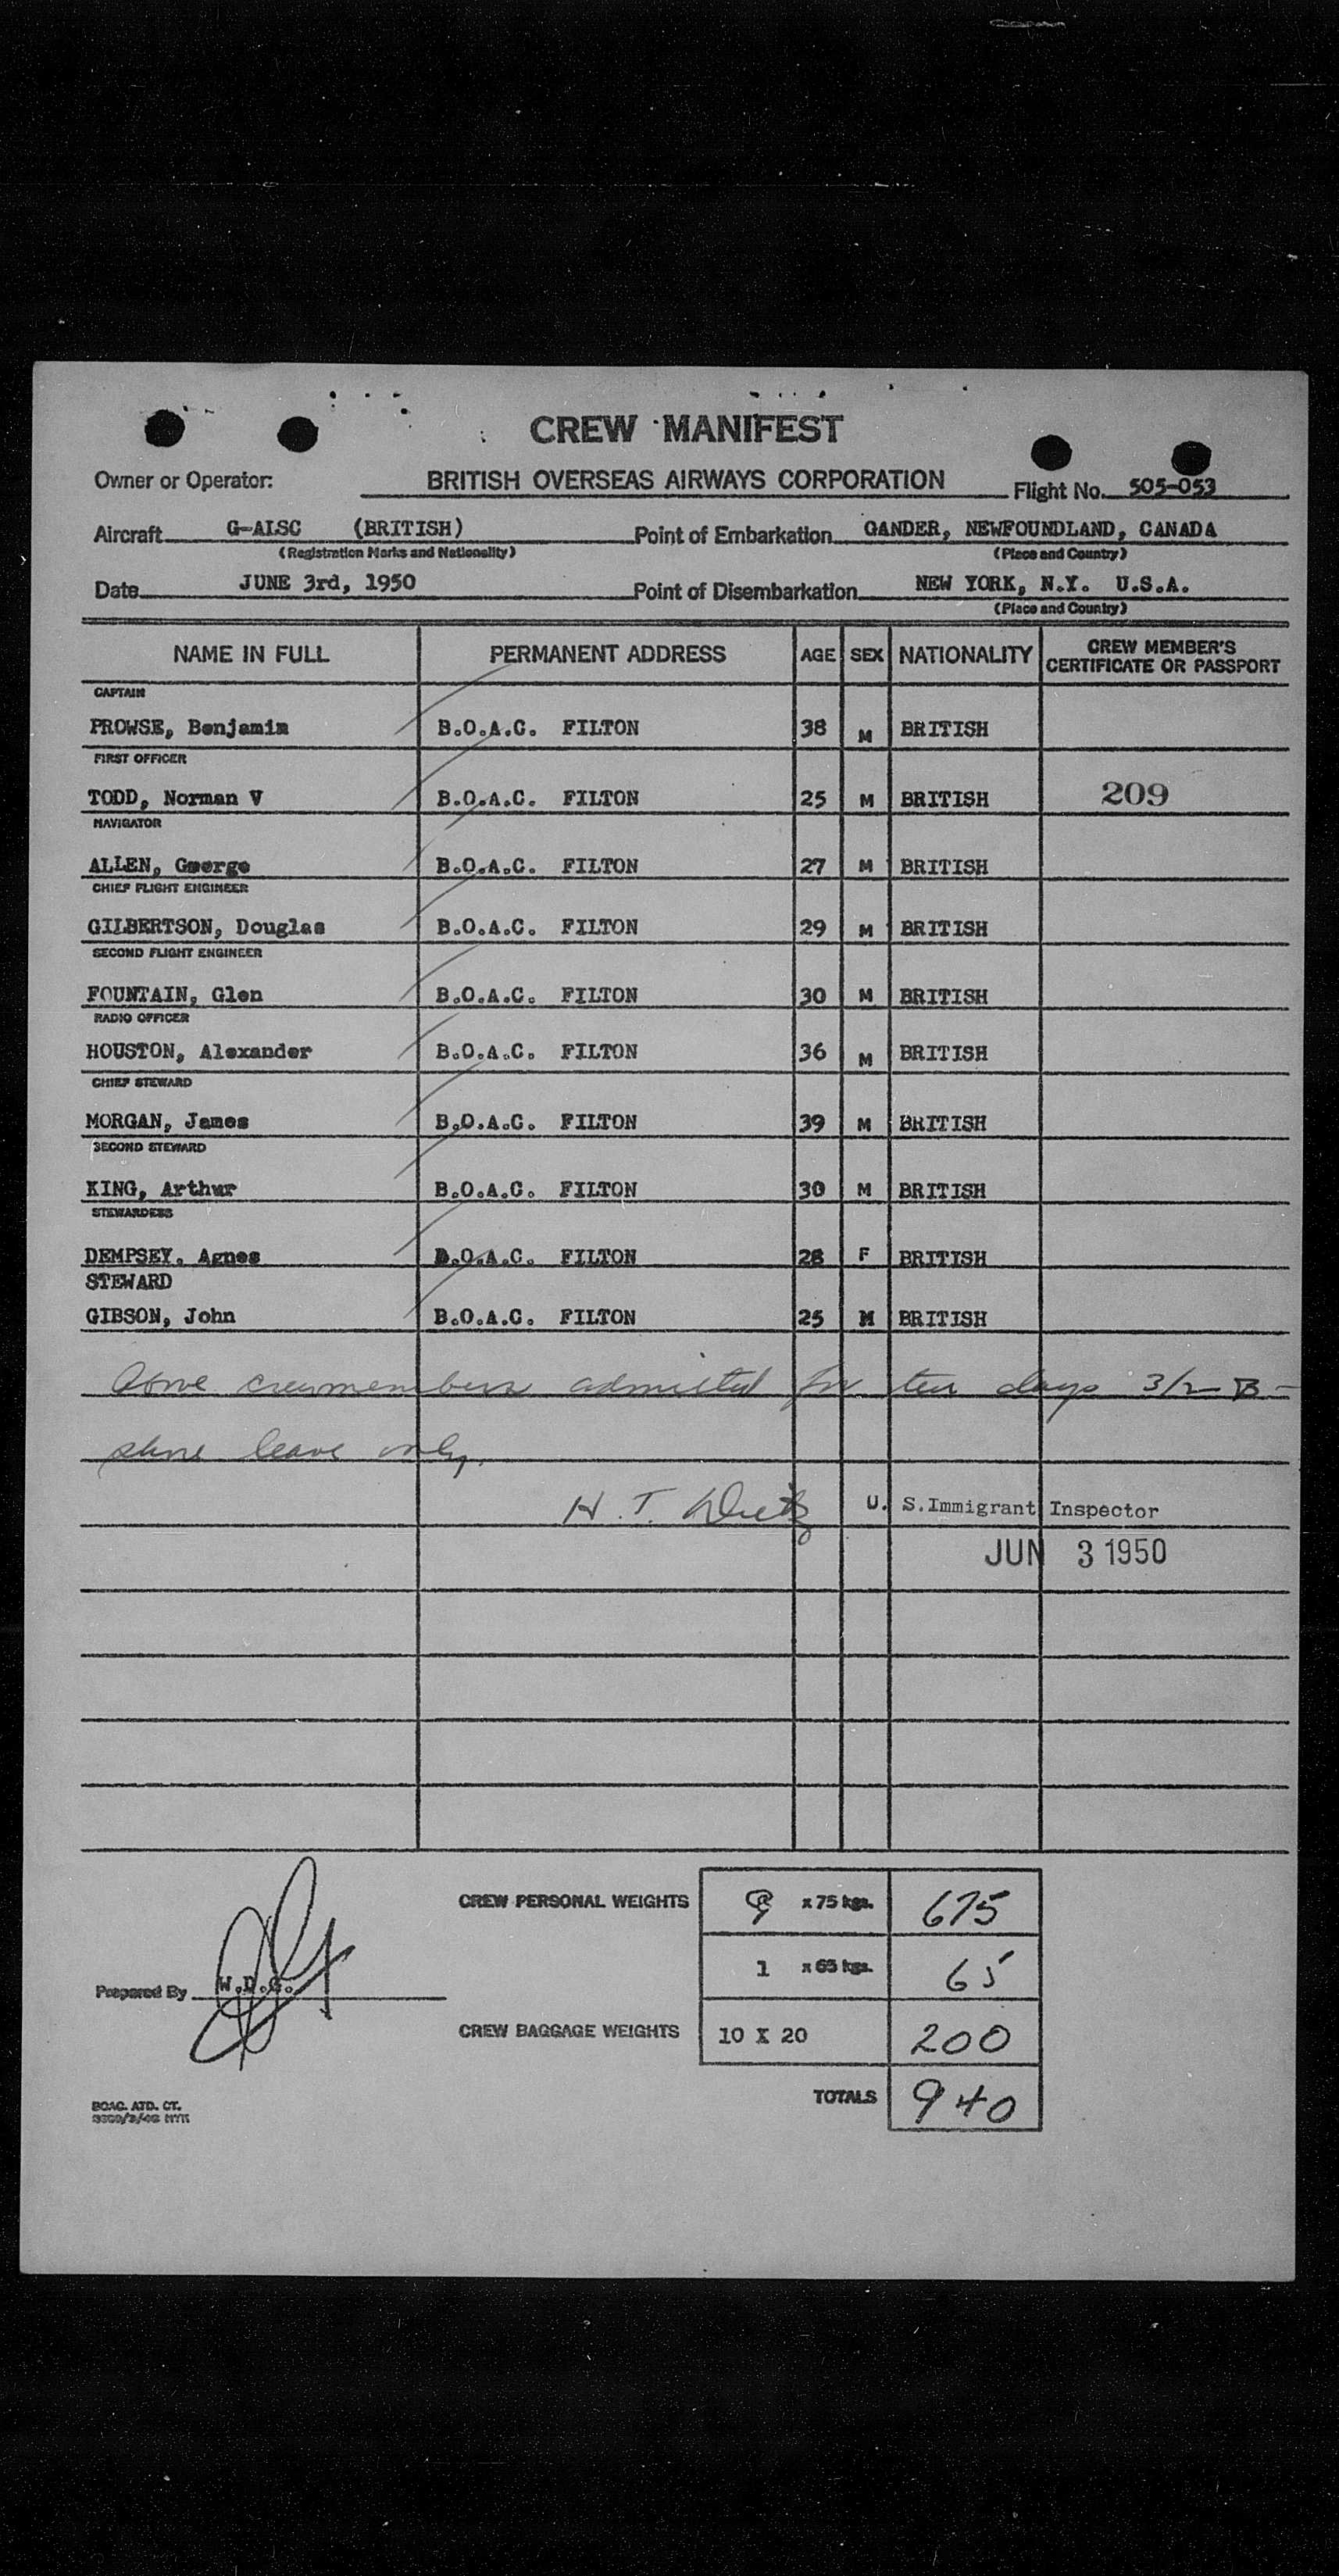 CREW MANIFEST
Owner or Operator: BRITISH OVERSEAS AIRWAYS CORPORATION Flight No. 505-053
Aircraft G-ALSC (BRITISH) Point of Embarkation GANDER, NEWFOUNDLAND, CANADA
(Registration Marks and Nationality) (Place and Country)
Date JUNE 3rd, 1950 Point of Disembarkation NEW YORK, N.Y. U.S.A.
(Place and Country)
NAME IN FULL PERMANENT ADDRESS AGE SEX NATIONALITY CREW MEMBER'S CERTIFICATE OR PASSPORT
CAPTAIN
PROWSE, Benjamin B.O.A.C. FILTON 38 M BRITISH
FIRST OFFICER
TODD, Norman V B.O.A.C. FILTON 25 M BRITISH 209
NAVIGATOR
ALLEN, George B.O.A.C. FILTON 27 M BRITISH
CHIEF FLIGHT ENGINEER
GILBERTSON, Douglas B.O.A.C. FILTON 29 M BRITISH
SECOND FLIGHT ENGINEER
FOUNTAIN, Glen B.O.A.C. FILTON 30 M BRITISH
RADIO OFFICER
HOUSTON, Alexander B.O.A.C. FILTON 36 M BRITISH
CHIEF STEWARD
MORGAN, James B.O.A.C. FILTON 39 M BRITISH
SECOND STEWARD
KING, Arthur B.O.A.C. FILTON 30 M BRITISH
STEWARDESS
DEMPSEY. Agnes B.O.A.C. FILTON 28 F BRITISH
STEWARD
GIBSON, John B.O.A.C. FILTON 25 M BRITISH
Above crewmembers admitted for ten days 3/2
shore leave only.
H. T. U. S.Immigrant Inspector
JUN 3 1950
CREW PERSONAL WEIGHTS 9 x 75 kgs. 675
1 x 65 kgs. 65
Prepared By W.D.G.
CREW BAGGAGE WEIGHTS 10 X 20 200
TOTALS 940
BOAC. ATD. CT.